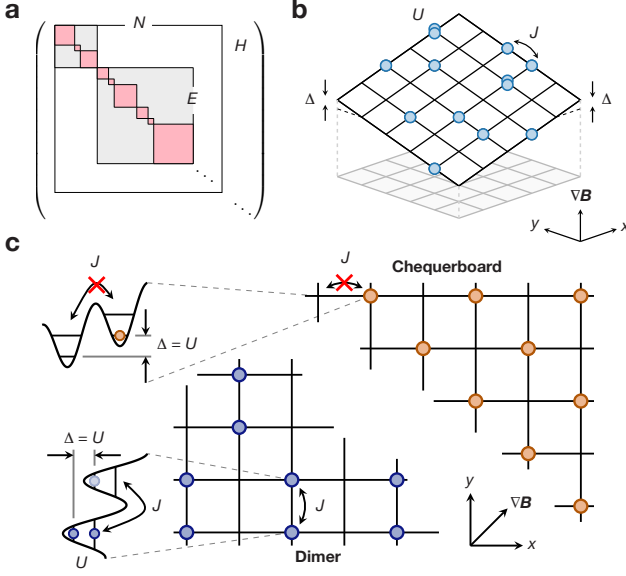 a
N
H
E
b
U
J
Δ
Δ
∇B
y
x
c
J
Δ = U
J
Chequerboard
Δ = U
J
U
J
Dimer
y
∇B
x